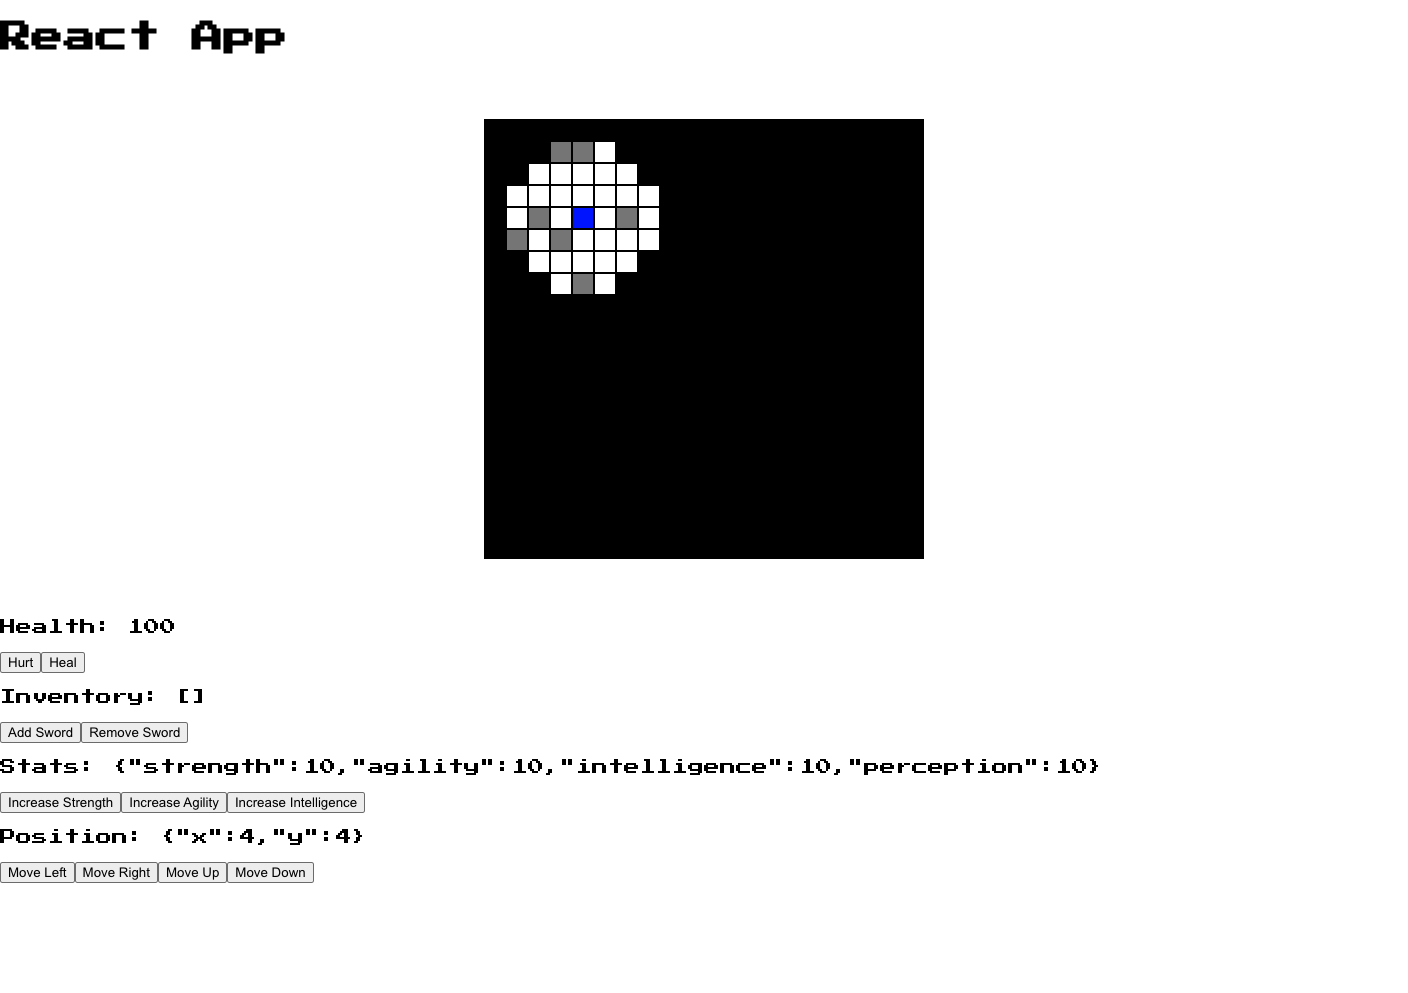 React App
Health: 100
Hurt Heal
Inventory: []
Add Sword Remove Sword
Stats: {"strength":10,"agility":10,"intelligence":10,"perception":10}
Increase Strength Increase Agility Increase Intelligence
Position: {"x":4,"y":4}
Move Left Move Right Move Up Move Down